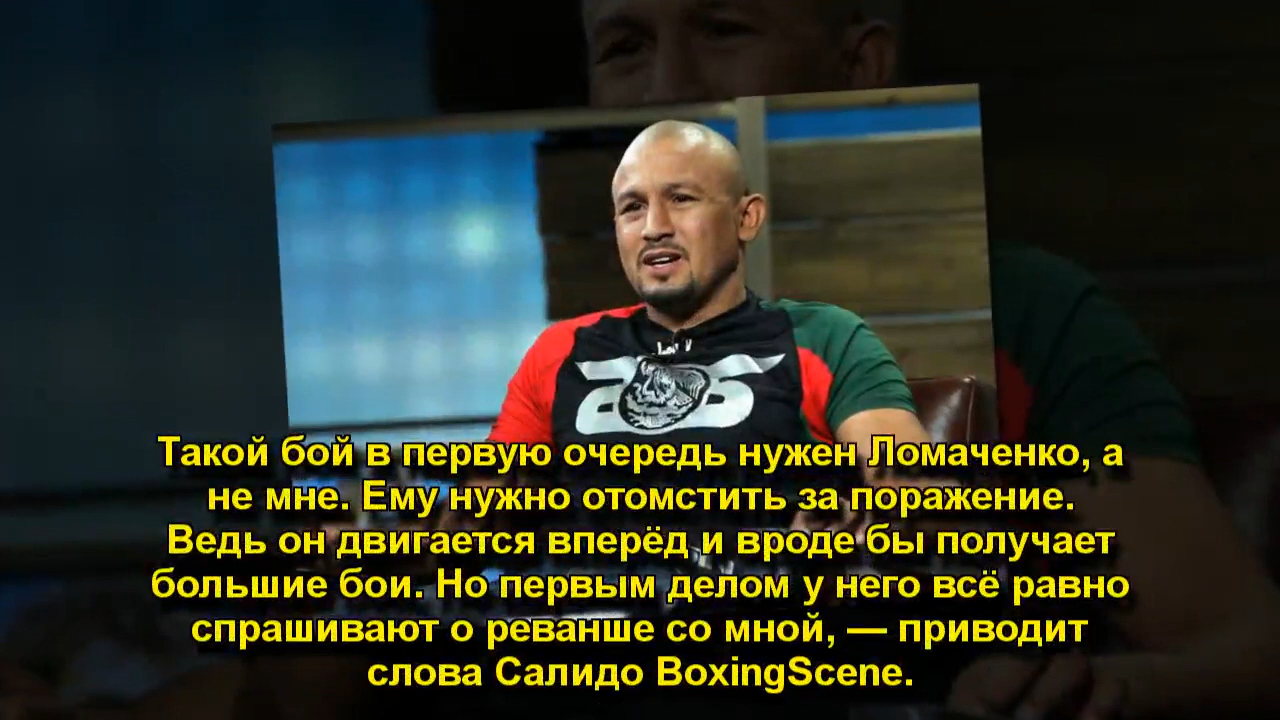 Такой бой в первую очередь нужен Ломаченко, а
не мне. Ему нужно отомстить за поражение.
Ведь он двигается вперёд и вроде бы получает
большие бои. Но первым делом у него всё равно
спрашивают о реванше со мной, — приводит
слова Салидо BoxingScene.